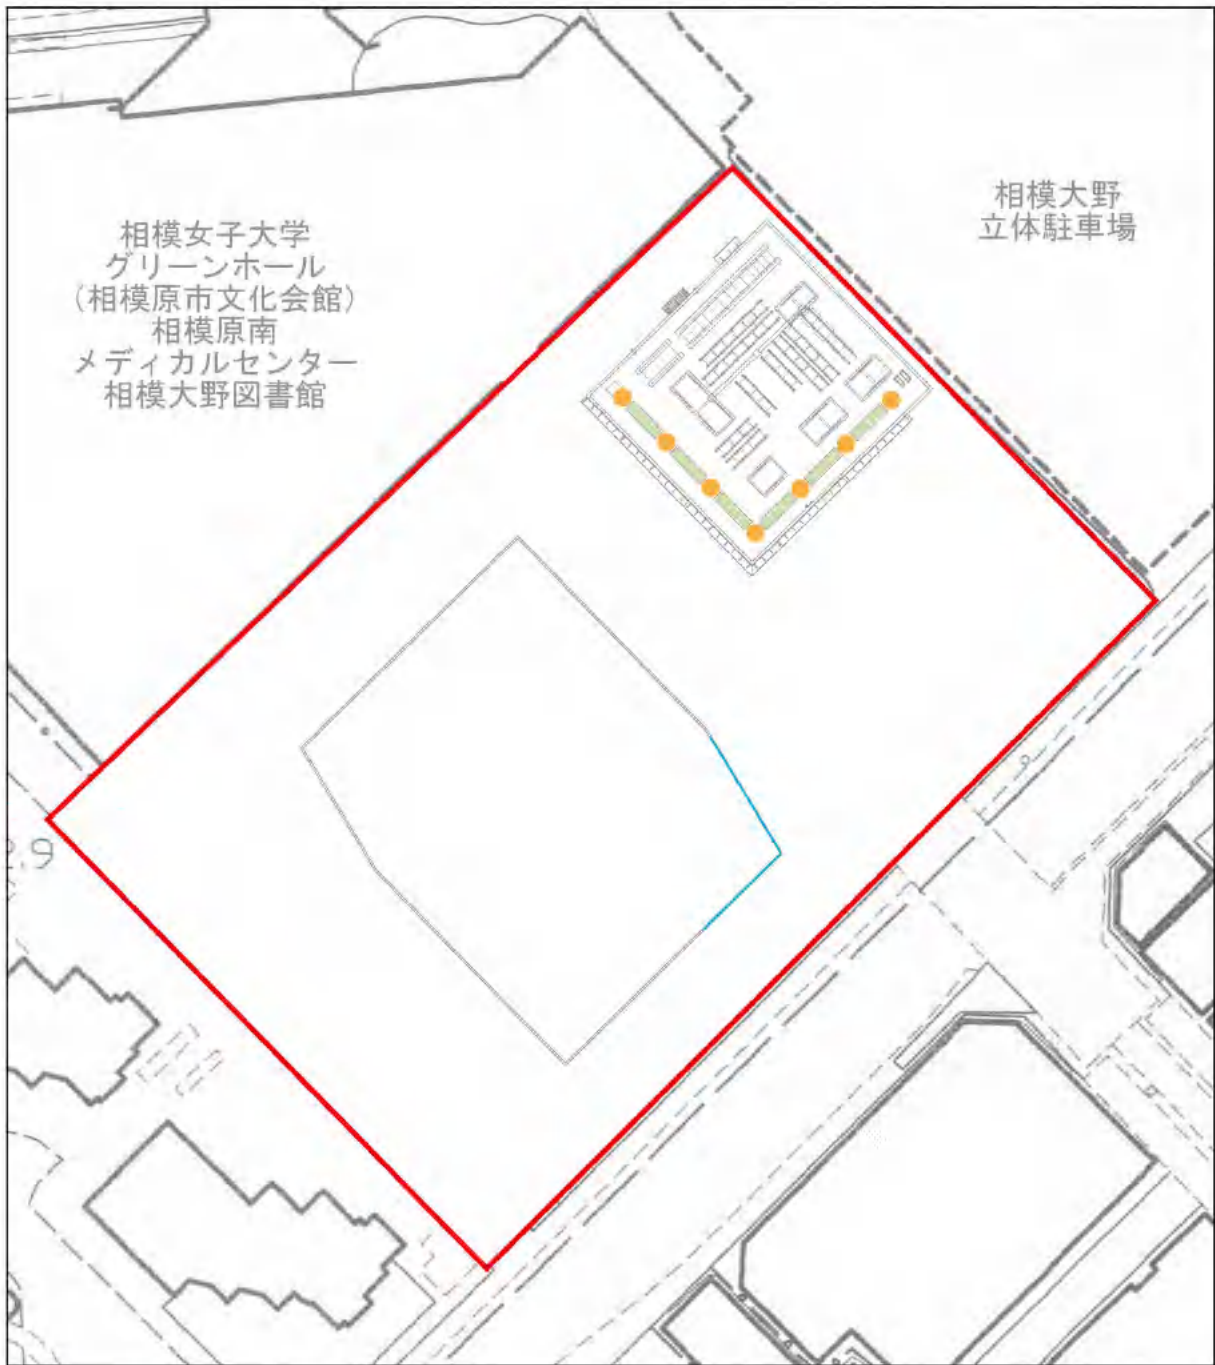 相模女子大学
グリーンホール
(相模原市文化会館)
相模原南
メディカルセンター
相模大野図書館
相模大野
立体駐車場
2.9